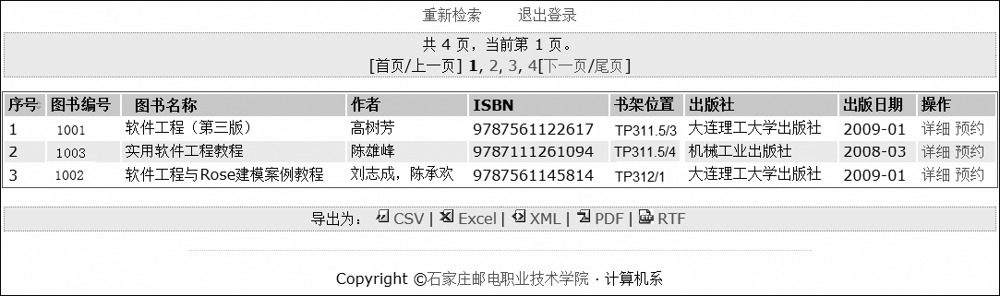 重新检索 退出登录
共 4 页，当前第 1 页。
[首页/上一页] 1, 2, 3, 4[下一页/尾页]
序号 图书编号 图书名称 作者 ISBN 书架位置 出版社 出版日期 操作
1 1001 软件工程（第三版） 高树芳 9787561122617 TP311.5/3 大连理工大学出版社 2009-01 详细 预约
2 1003 实用软件工程教程 陈雄峰 9787111261094 TP311.5/4 机械工业出版社 2008-03 详细 预约
3 1002 软件工程与Rose建模案例教程 刘志成，陈承欢 9787561145814 TP312/1 大连理工大学出版社 2009-01 详细 预约
导出为： CSV | Excel | XML | PDF | RTF
Copyright ©石家庄邮电职业技术学院 · 计算机系